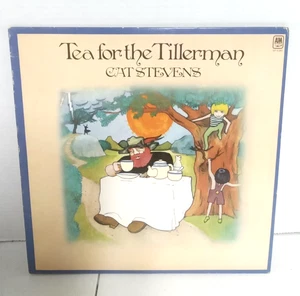 Tea for the Tillerman
CAT STEVENS
A&M